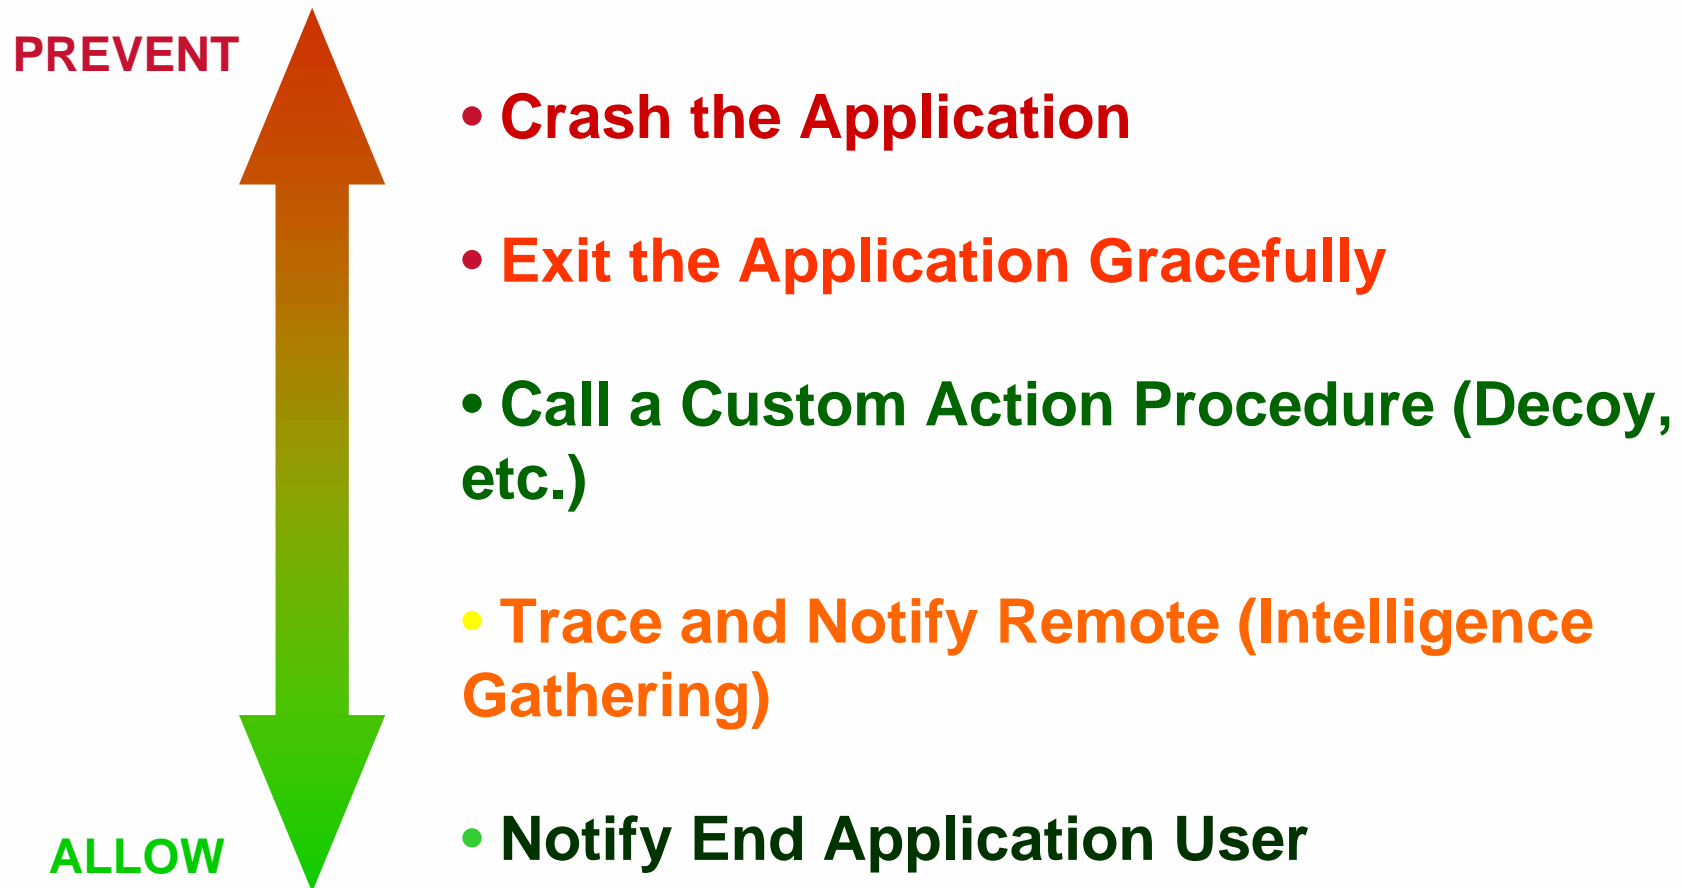 PREVENT
• Crash the Application
• Exit the Application Gracefully
• Call a Custom Action Procedure (Decoy,
etc.)
• Trace and Notify Remote (Intelligence
Gathering)
• Notify End Application User
ALLOW